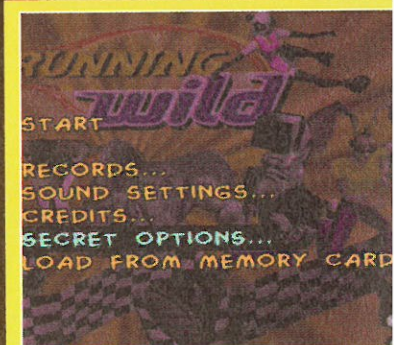 RUNNING
wild
START
RECORDS...
SOUND SETTINGS...
CREDITS...
SECRET OPTIONS...
LOAD FROM MEMORY CARD